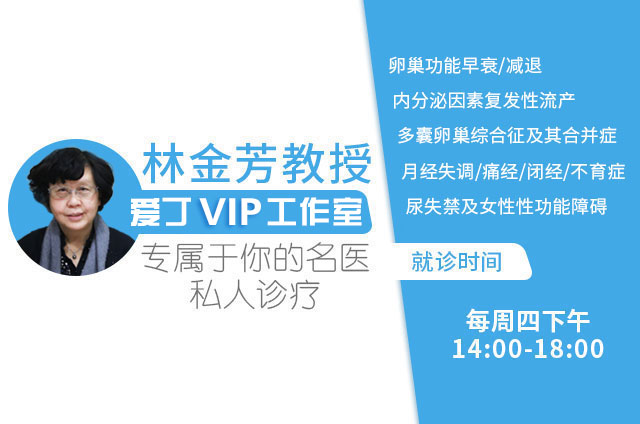 林金芳教授
爱丁VIP工作室
专属于你的名医
私人诊疗
卵巢功能早衰/减退
内分泌因素复发性流产
多囊卵巢综合征及其合并症
月经失调/痛经/闭经/不育症
尿失禁及女性性功能障碍
就诊时间
每周四下午
14:00-18:00